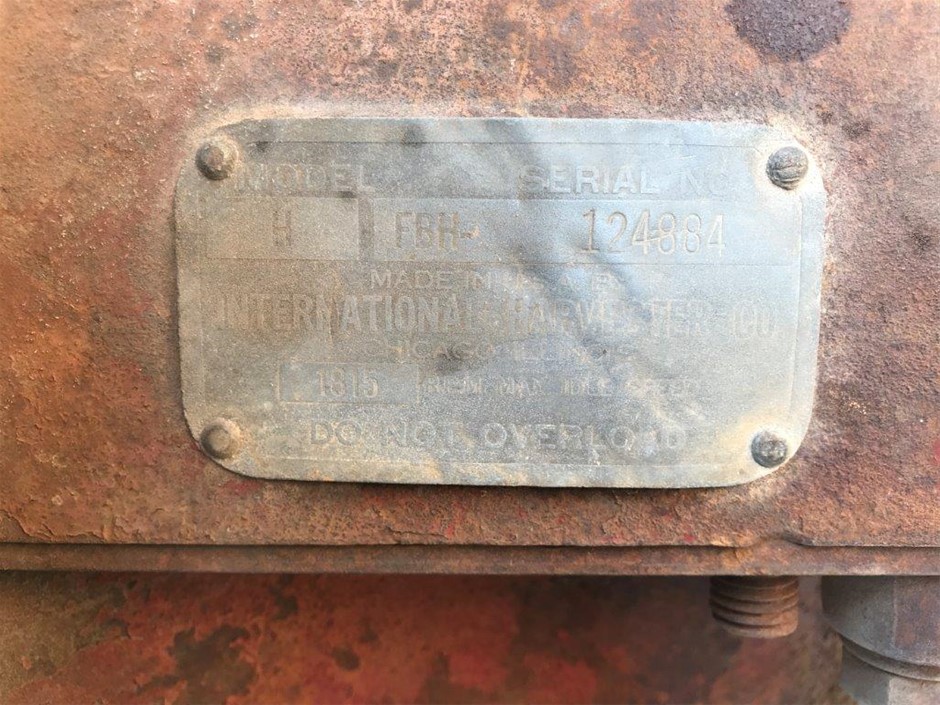 MODEL SERIAL NO
H FBH- 124884
MADE IN U.S.A. BY
INTERNATIONAL HARVESTER CO
CHICAGO ILLINOIS
1815 R.P.M. MAX. IDLE SPEED
DO NOT OVERLOAD